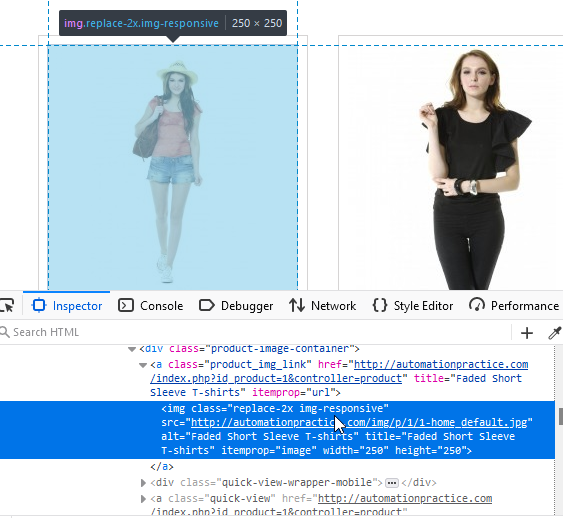 img.replace-2x.img-responsive | 250 × 250
Inspector Console Debugger Network {} Style Editor Performance
Search HTML +
<div class="product-image-container">
<a class="product_img_link" href="http://automationpractice.com
/index.php?id_product=1&controller=product" title="Faded Short
Sleeve T-shirts" itemprop="url">
<img class="replace-2x img-responsive"
src="http://automationpractice.com/img/p/1/1-home_default.jpg"
alt="Faded Short Sleeve T-shirts" title="Faded Short Sleeve
T-shirts" itemprop="image" width="250" height="250">
</a>
<div class="quick-view-wrapper-mobile">...</div>
<a class="quick-view" href="http://automationpractice.com
/index.php?id_product=1&controller=product"